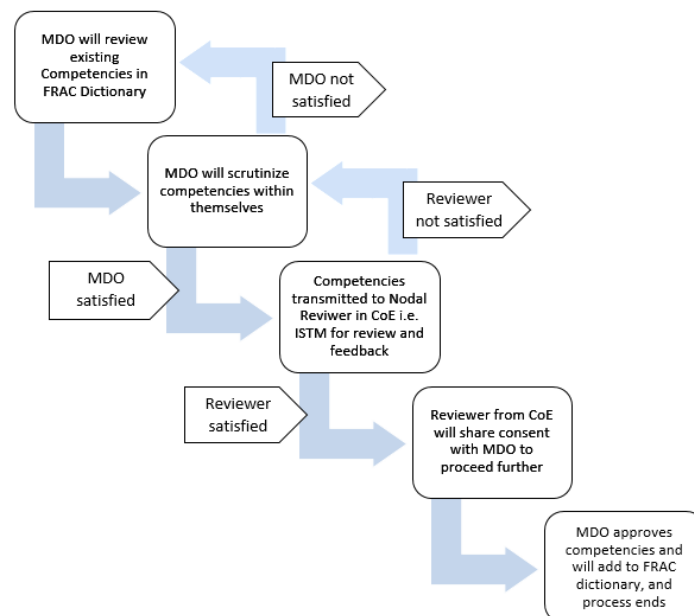 MDO will review
existing
Competencies in
FRAC Dictionary
MDO not
satisfied
MDO will scrutinize
competencies within
themselves
Reviewer
not satisfied
MDO
satisfied
Competencies
transmitted to Nodal
Reviwer in CoE i.e.
ISTM for review and
feedback
Reviewer
satisfied
Reviewer from CoE
will share consent
with MDO to
proceed further
MDO approves
competencies and
will add to FRAC
dictionary, and
process ends